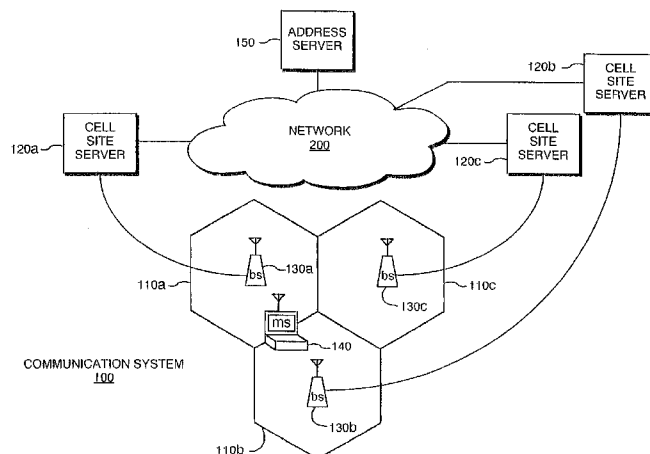 150
ADDRESS
SERVER
120b
CELL
SITE
SERVER
CELL
SITE
SERVER
120a
NETWORK
200
CELL
SITE
SERVER
120c
110a
bs
130a
bs
130c
110c
ms
140
COMMUNICATION SYSTEM
100
bs
130b
110b